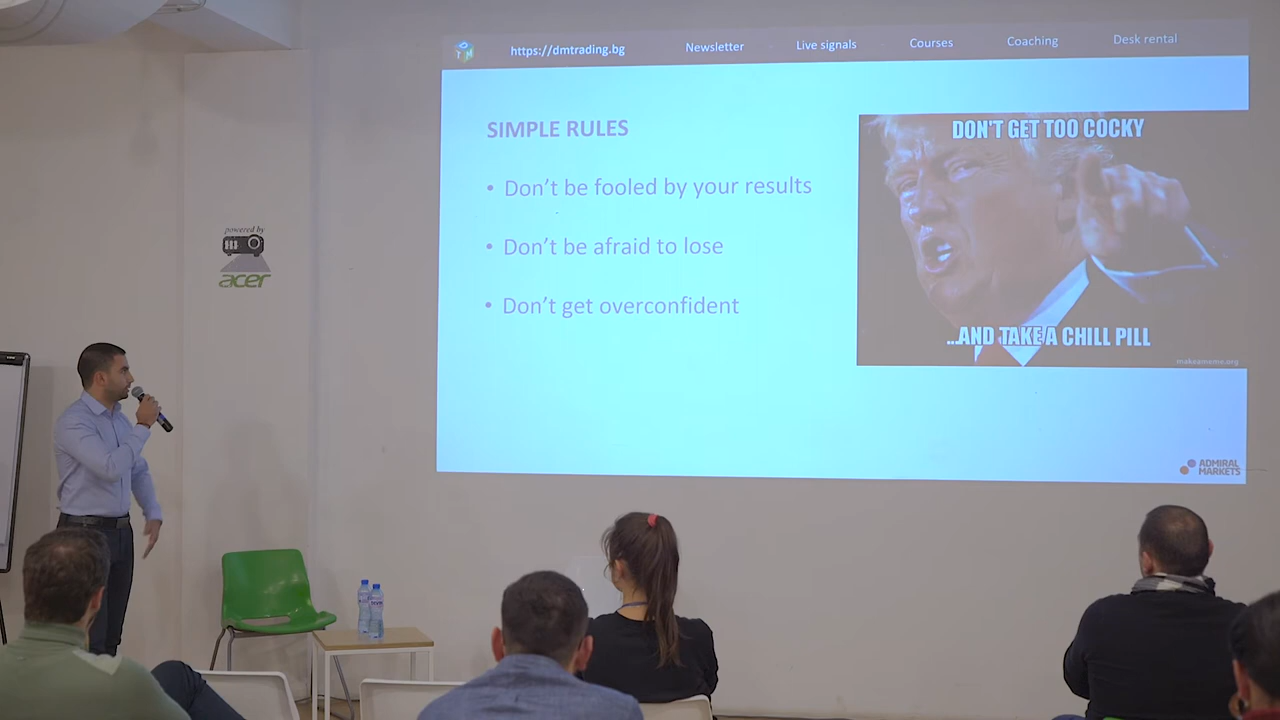 https://dmtrading.bg Newsletter Live signals Courses Coaching Desk rental
SIMPLE RULES
• Don't be fooled by your results
• Don't be afraid to lose
• Don't get overconfident
DON'T GET TOO COCKY
...AND TAKE A CHILL PILL
makeameme.org
ADMIRAL
MARKETS
powered by
acer